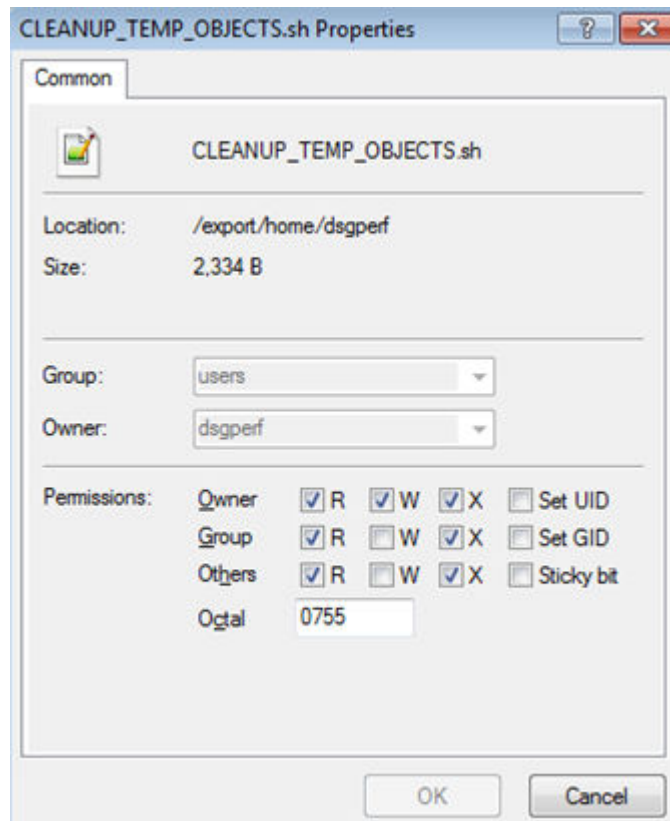 CLEANUP_TEMP_OBJECTS.sh Properties
Common
CLEANUP_TEMP_OBJECTS.sh
Location: /export/home/dsgperf
Size: 2,334 B
Group: users
Owner: dsgperf
Permissions: Owner R W X Set UID
Group R W X Set GID
Others R W X Sticky bit
Octal 0755
OK Cancel